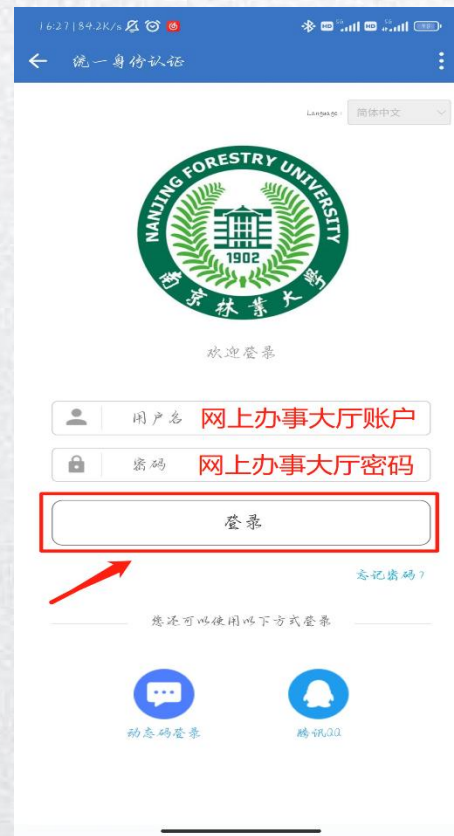 16:27 | 84.2K/s
统一身份认证
Language: 简体中文
NANJING FORESTRY UNIVERSITY
1902
南京林业大学
欢迎登录
用户名 网上办事大厅账户
密码 网上办事大厅密码
登录
忘记密码?
您还可以使用以下方式登录
动态码登录 腾讯QQ